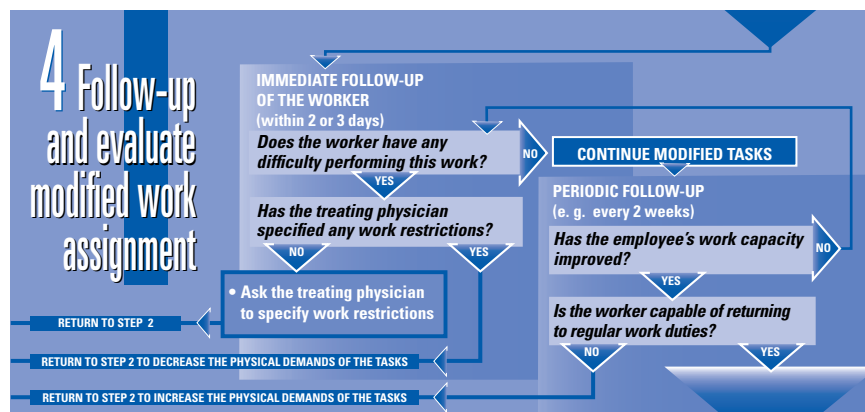 4 Follow-up
and evaluate
modified work
assignment
IMMEDIATE FOLLOW-UP
OF THE WORKER
(within 2 or 3 days)
Does the worker have any
difficulty performing this work?
NO
YES
Has the treating physician
specified any work restrictions?
NO
YES
• Ask the treating physician
to specify work restrictions
RETURN TO STEP 2
RETURN TO STEP 2 TO DECREASE THE PHYSICAL DEMANDS OF THE TASKS
RETURN TO STEP 2 TO INCREASE THE PHYSICAL DEMANDS OF THE TASKS
CONTINUE MODIFIED TASKS
PERIODIC FOLLOW-UP
(e. g. every 2 weeks)
Has the employee's work capacity
improved?
NO
YES
Is the worker capable of returning
to regular work duties?
NO
YES